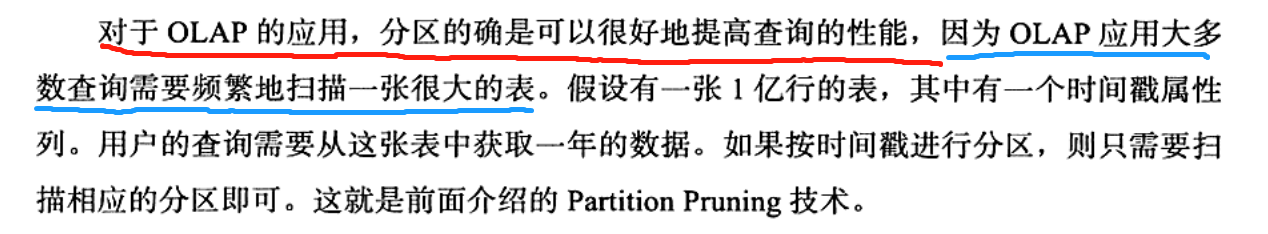 对于 OLAP 的应用，分区的确是可以很好地提高查询的性能，因为 OLAP 应用大多
数查询需要频繁地扫描一张很大的表。假设有一张 1 亿行的表，其中有一个时间戳属性
列。用户的查询需要从这张表中获取一年的数据。如果按时间戳进行分区，则只需要扫
描相应的分区即可。这就是前面介绍的 Partition Pruning 技术。